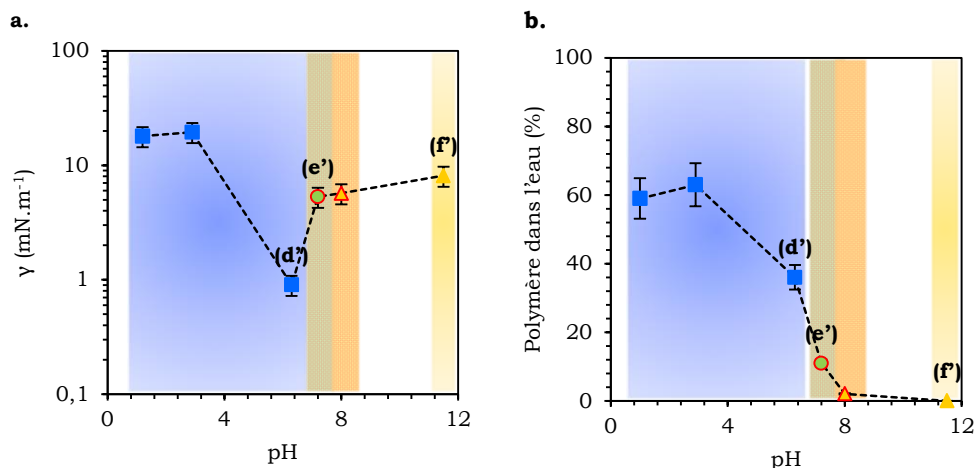 a.
γ (mN.m⁻¹)
100
10
1
0,1
(d')
(e')
(f')
0
4
8
12
pH
b.
Polymère dans l'eau (%)
100
80
60
40
20
0
(d')
(e')
(f')
0
4
8
12
pH